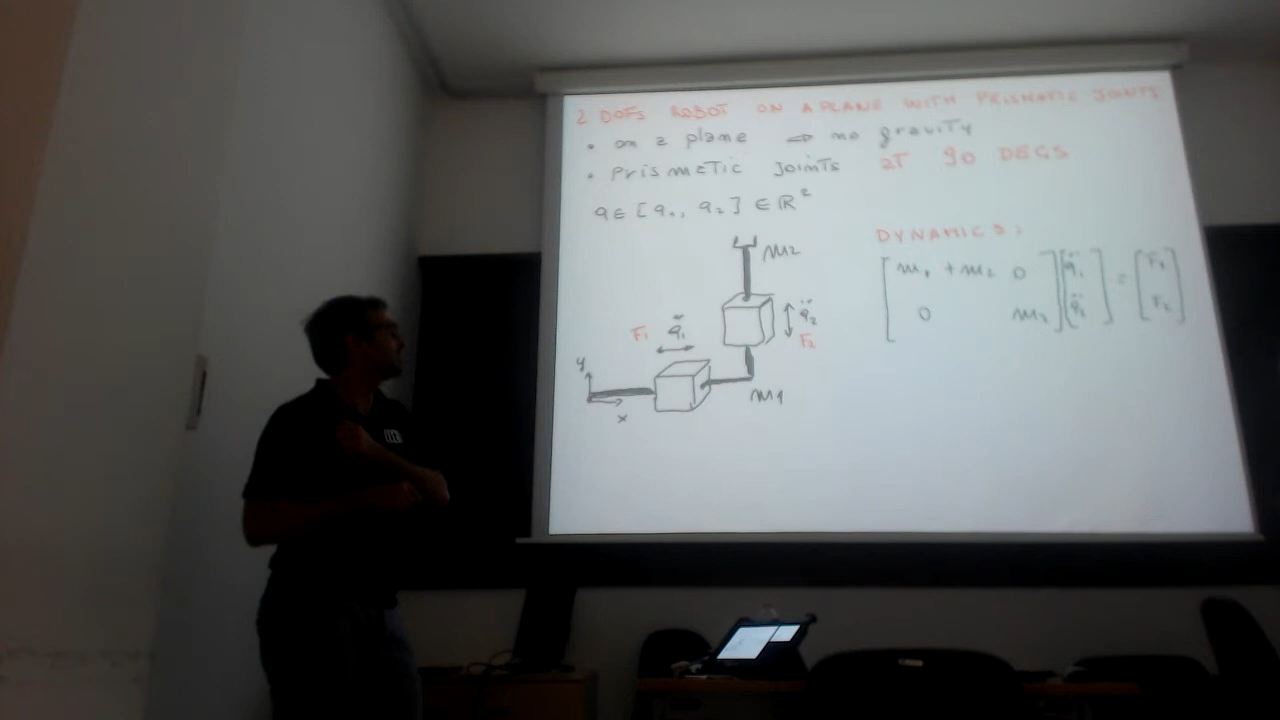 2 DOFs ROBOT ON A PLANE WITH PRISMATIC JOINTS
• on a plane ⇔ no gravity
• prismatic joints AT 90 DEGS
q ∈ [q₁, q₂] ∈ ℝ²
DYNAMICS:
[m₁ + m₂ 0] [q̈₁] = [F₁]
[0 m₂] [q̈₂] [F₂]
m2
q̈₂
F₂
F₁ q̈₁
y
x
m1